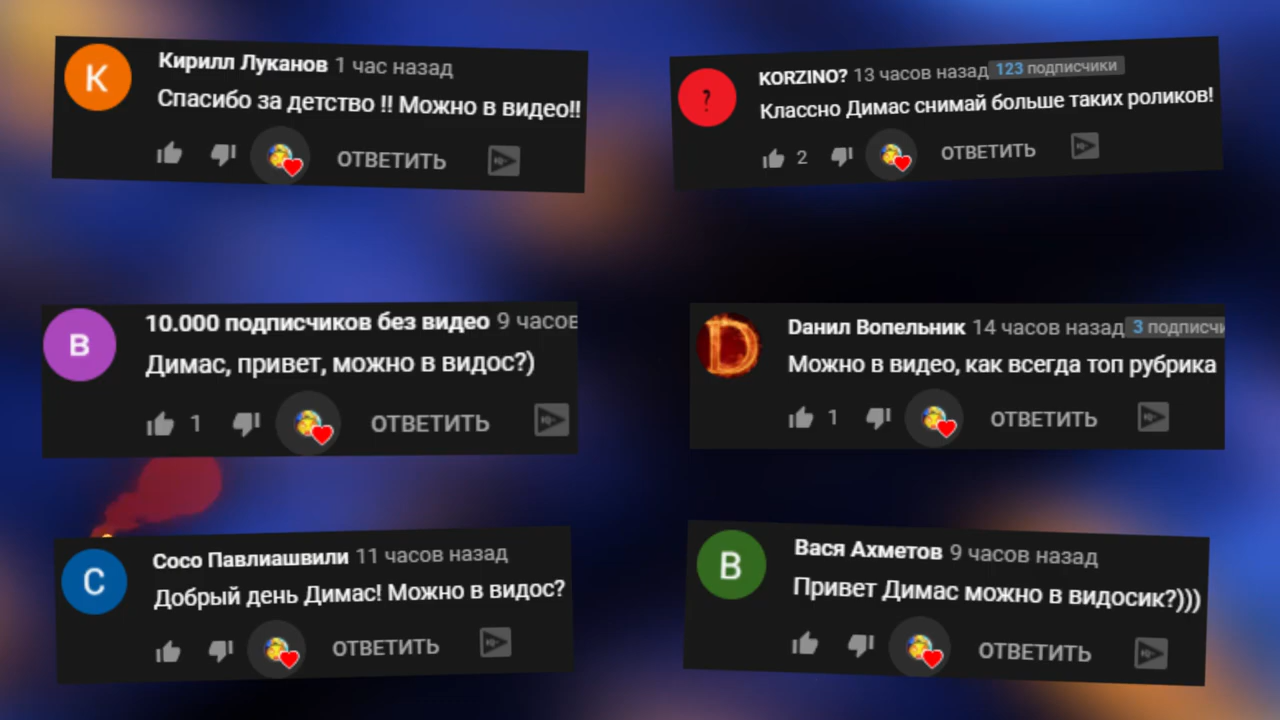 К
Кирилл Луканов 1 час назад
Спасибо за детство !! Можно в видео!!
ОТВЕТИТЬ
?
KORZINO? 13 часов назад 123 подписчики
Классно Димас снимай больше таких роликов!
2
ОТВЕТИТЬ
В
10.000 подписчиков без видео 9 часов
Димас, привет, можно в видос?)
1
ОТВЕТИТЬ
D
Dанил Вопельник 14 часов назад 3 подписчи
Можно в видео, как всегда топ рубрика
1
ОТВЕТИТЬ
С
Сосо Павлиашвили 11 часов назад
Добрый день Димас! Можно в видос?
ОТВЕТИТЬ
В
Вася Ахметов 9 часов назад
Привет Димас можно в видосик?)))
ОТВЕТИТЬ